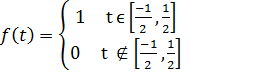 f(t) = { 1 t ϵ [-1/2, 1/2]
0 t ∉ [-1/2, 1/2]